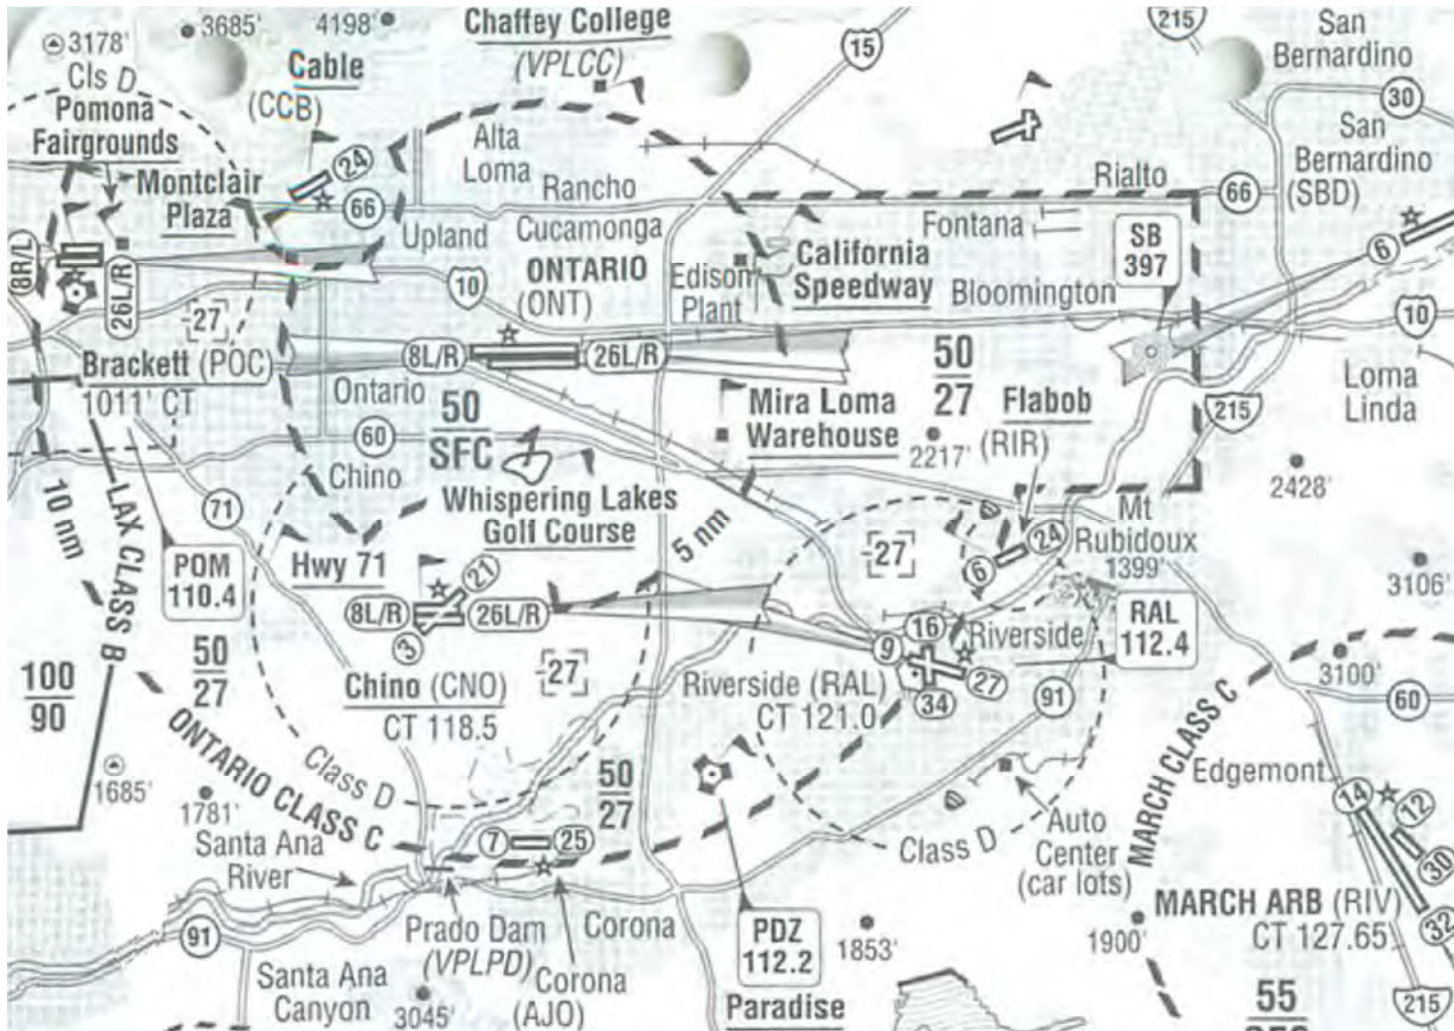 3178'
Cls D
3685'
4198'
Cable
(CCB)
Chaffey College
(VPLCC)
15
215
San
Bernardino
30
Pomona
Fairgrounds
Montclair
Plaza
24
66
Alta
Loma
Rancho
Cucamonga
Upland
Rialto
66
Fontana
San
Bernardino
(SBD)
6
SB
397
8R/L
26L/R
-27
10
ONTARIO
(ONT)
Edison
Plant
California
Speedway
Bloomington
10
Brackett (POC)
1011' CT
8L/R
26L/R
Ontario
50
SFC
60
Chino
Mira Loma
Warehouse
50
27
Flabob
(RIR)
2217'
215
Loma
Linda
2428'
10 nm
LAX CLASS B
71
Whispering Lakes
Golf Course
5 nm
-27
6
24
Mt
Rubidoux
1399'
3106'
POM
110.4
Hwy 71
21
8L/R
26L/R
3
16
9
Riverside
RAL
112.4
3100'
100
90
50
27
Chino (CNO)
CT 118.5
-27
Riverside (RAL)
CT 121.0
27
34
91
60
MARCH CLASS C
ONTARIO CLASS C
Class D
1685'
1781'
50
27
Edgemont
14
12
30
32
Santa Ana
River
7
25
Class D
Auto
Center
(car lots)
MARCH ARB (RIV)
CT 127.65
91
Prado Dam
(VPLPD)
Corona
PDZ
112.2
1853'
1900'
Santa Ana
Canyon
3045'
Corona
(AJO)
Paradise
55
215